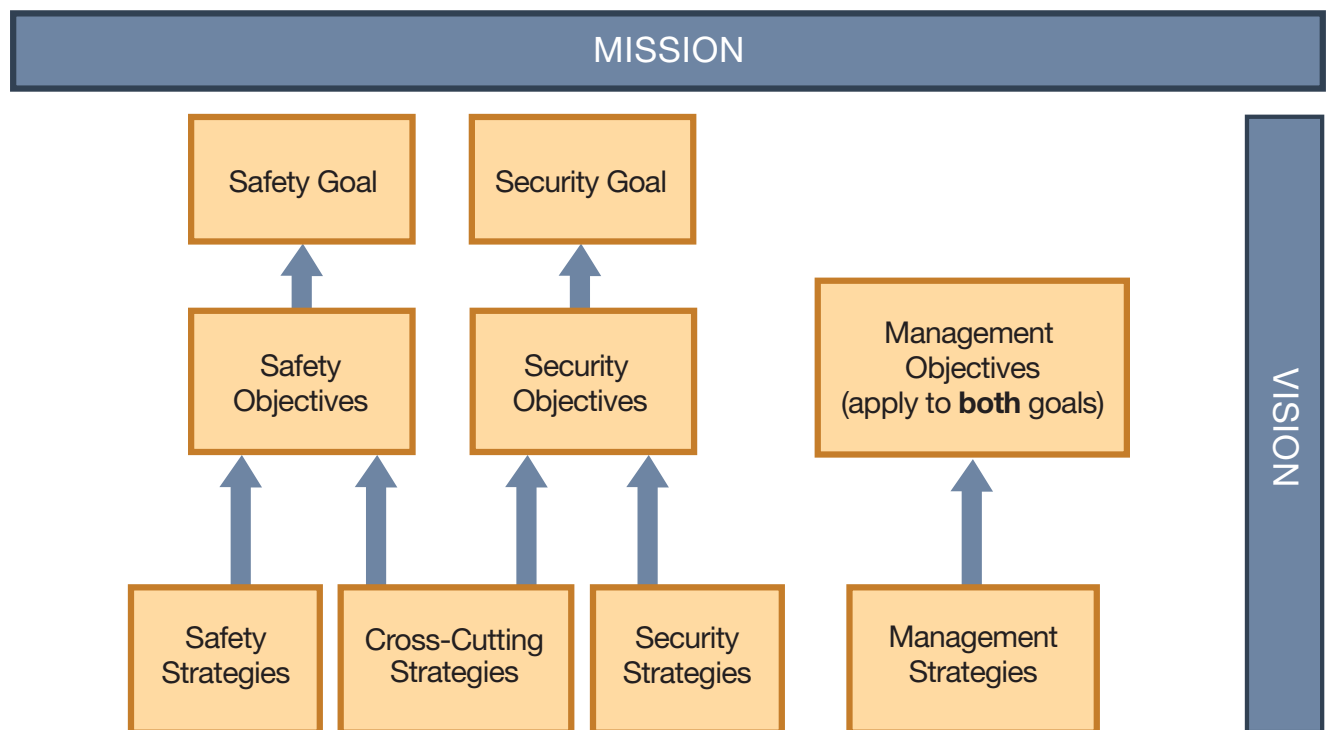 MISSION
Safety Goal
Security Goal
Safety
Objectives
Security
Objectives
Management
Objectives
(apply to both goals)
VISION
Safety
Strategies
Cross-Cutting
Strategies
Security
Strategies
Management
Strategies